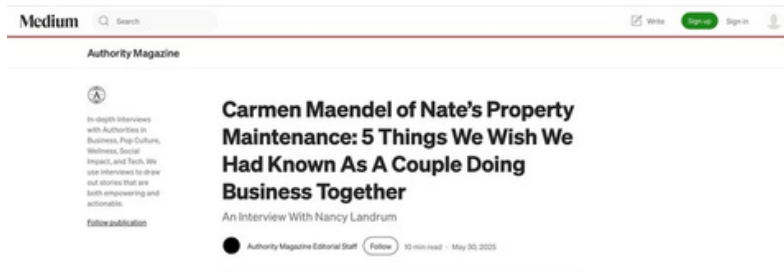 Medium
Search
Write
Sign up
Sign in
Authority Magazine
In-depth Interviews
with Authorities in
Business, Pop Culture,
Wellness, Social
Impact, and Tech. We
use interviews to draw
out stories that are
both empowering and
actionable.
Follow publication
Carmen Maendel of Nate’s Property
Maintenance: 5 Things We Wish We
Had Known As A Couple Doing
Business Together
An Interview With Nancy Landrum
Authority Magazine Editorial Staff Follow 10 min read · May 30, 2025